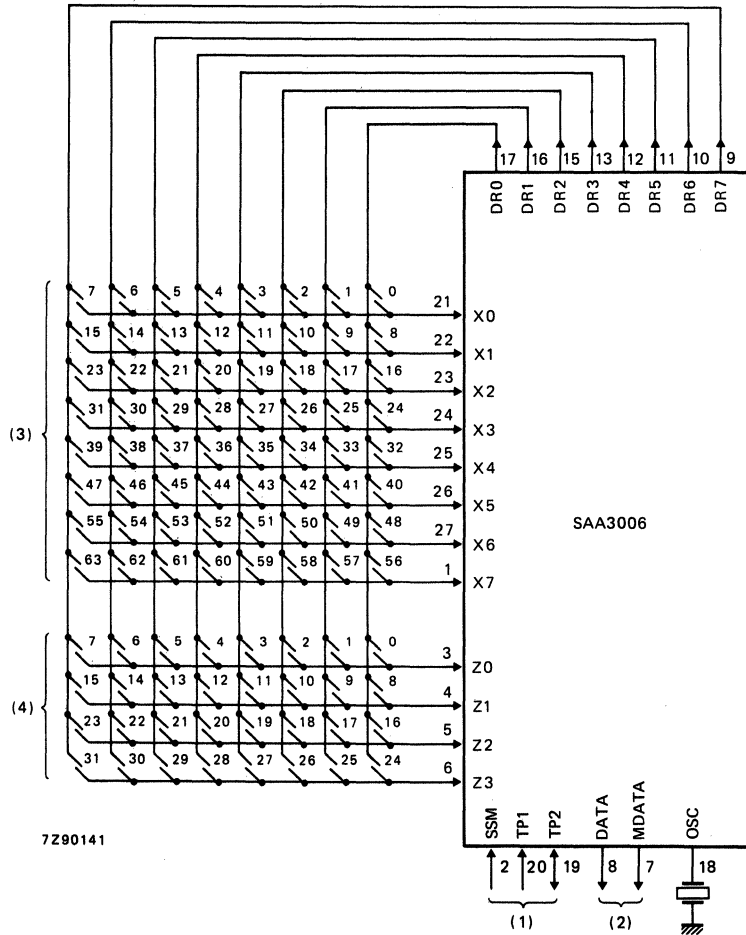 17 16 15 13 12 11 10 9
DR0 DR1 DR2 DR3 DR4 DR5 DR6 DR7
7 6 5 4 3 2 1 0 21 X0
15 14 13 12 11 10 9 8 22 X1
23 22 21 20 19 18 17 16 23 X2
31 30 29 28 27 26 25 24 24 X3
(3)
39 38 37 36 35 34 33 32 25 X4
47 46 45 44 43 42 41 40 26 X5
SAA3006
55 54 53 52 51 50 49 48 27 X6
63 62 61 60 59 58 57 56 1 X7
7 6 5 4 3 2 1 0 3 Z0
15 14 13 12 11 10 9 8 4 Z1
(4)
23 22 21 20 19 18 17 16 5 Z2
31 30 29 28 27 26 25 24 6 Z3
SSM TP1 TP2 DATA MDATA OSC
7Z90141
2 20 19 8 7 18
(1) (2)